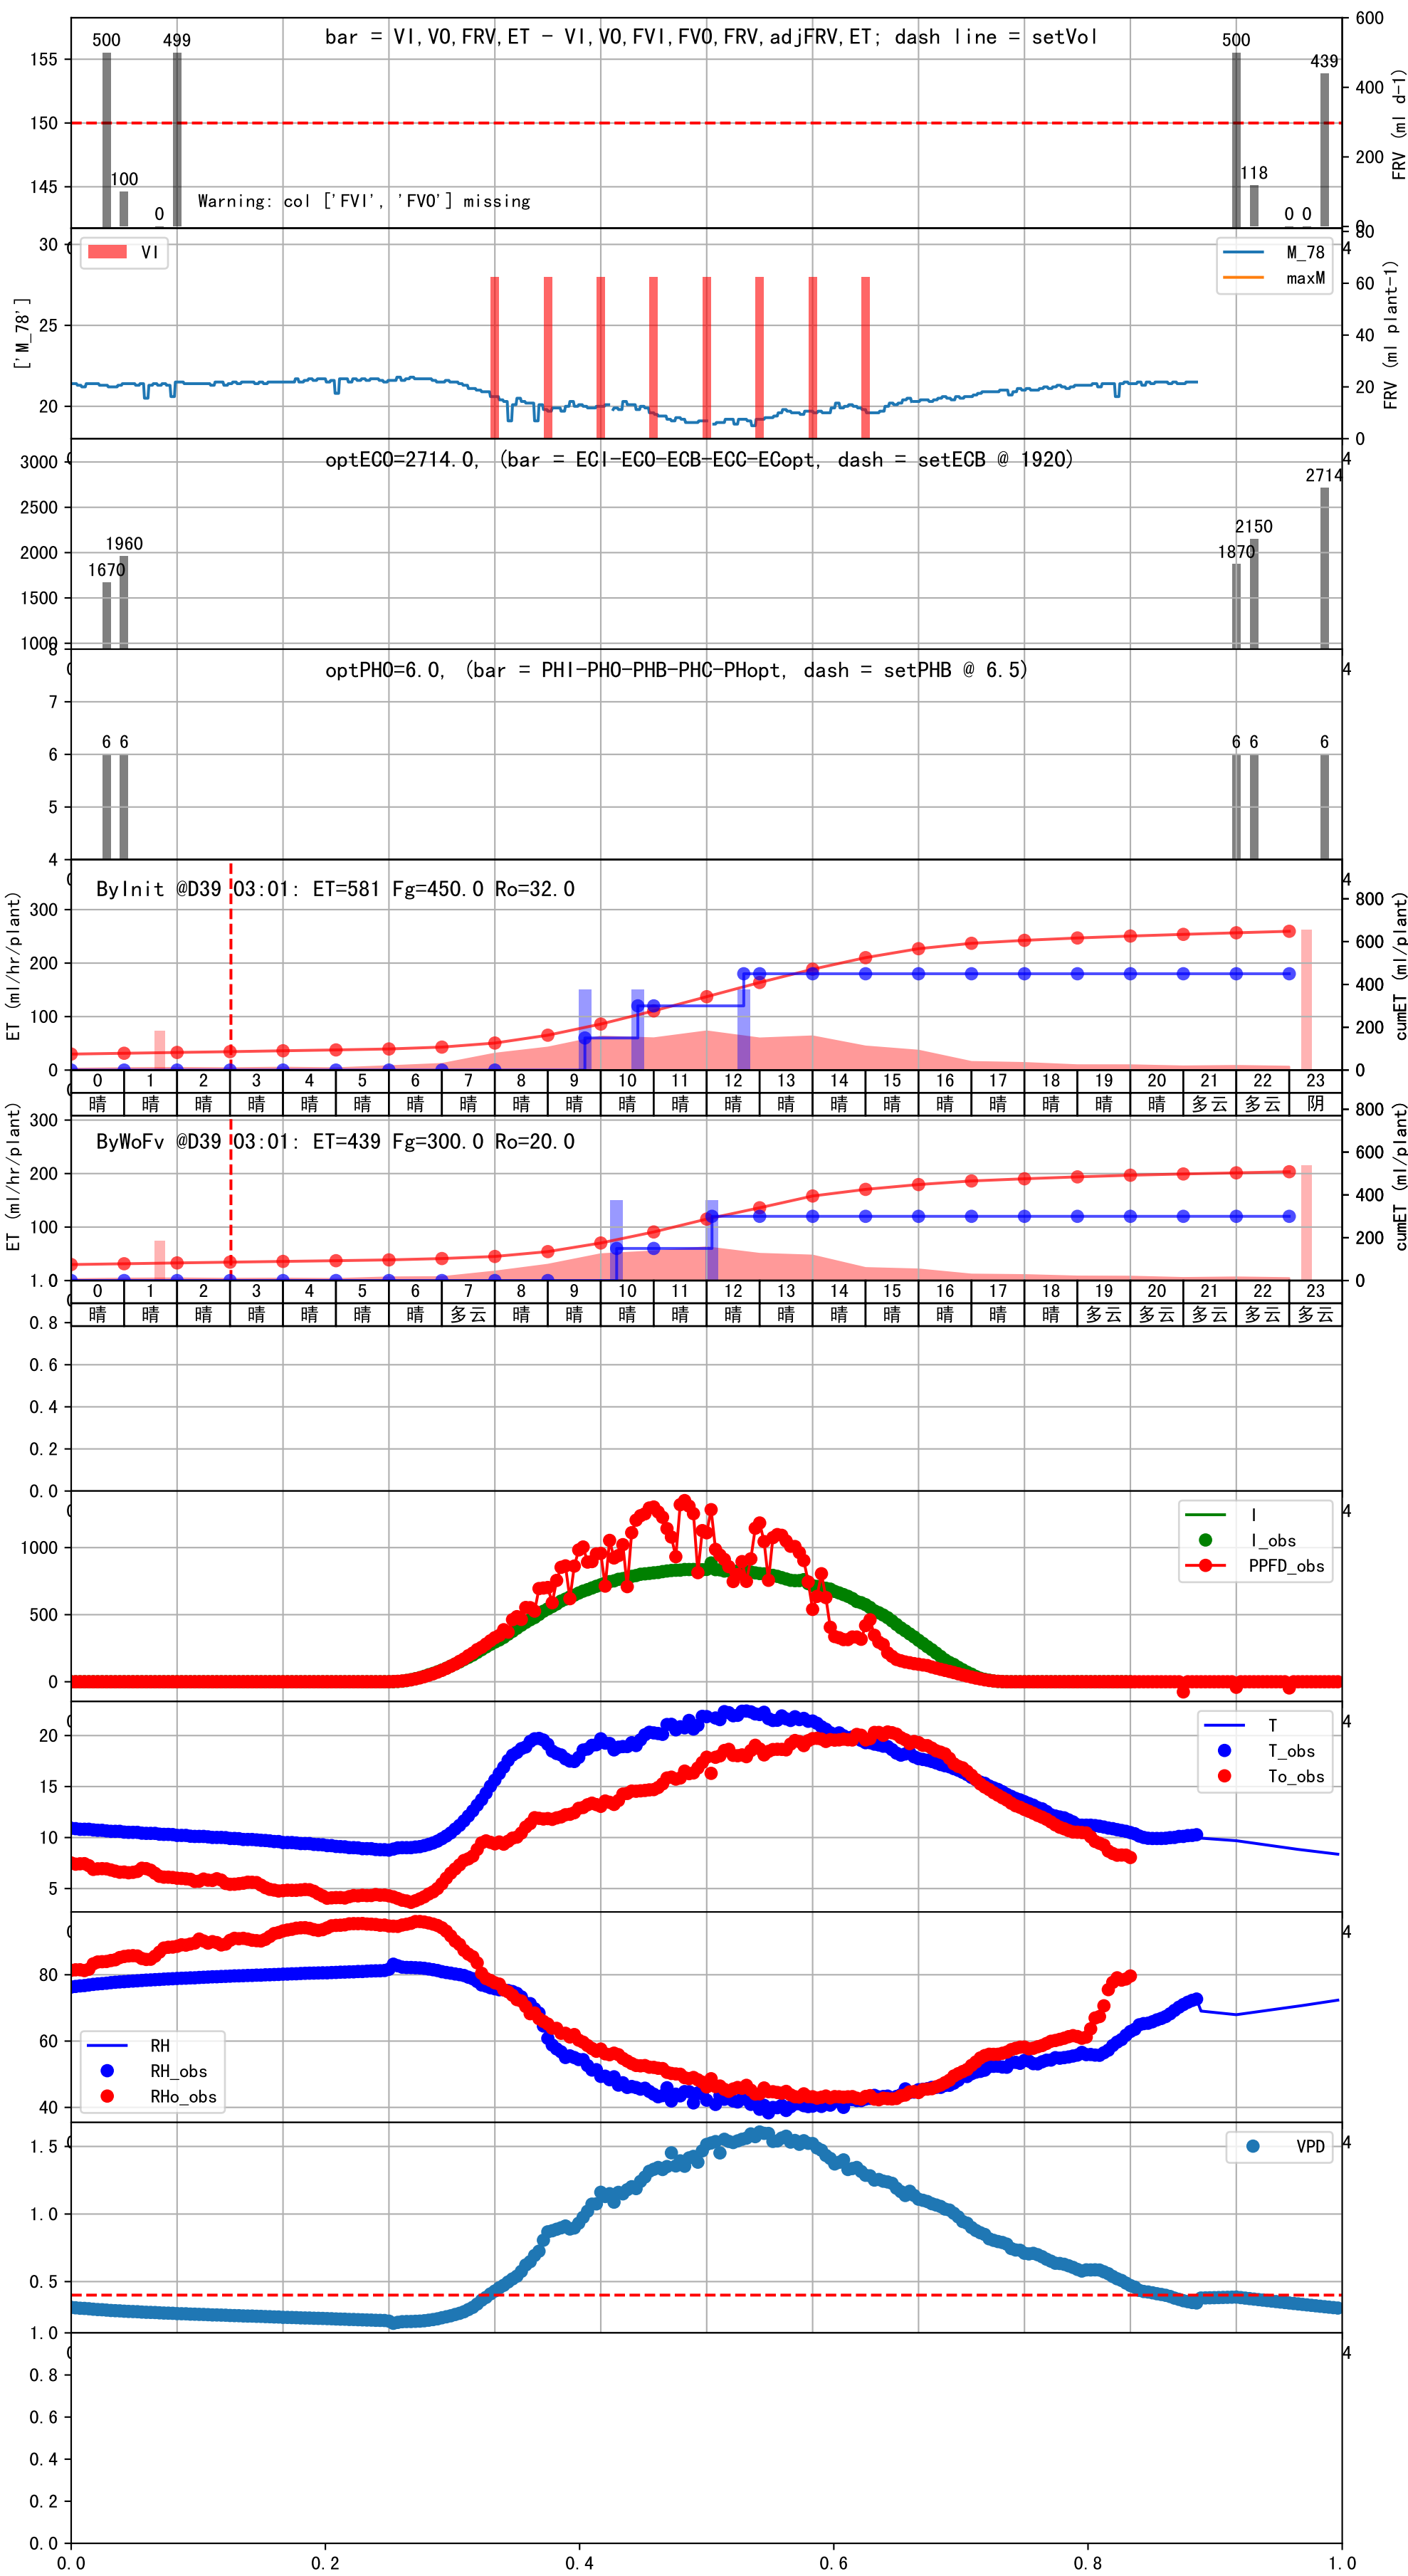 bar = VI,VO,FRV,ET - VI,VO,FVI,FVO,FRV,adjFRV,ET; dash line = setVol
500 100 0 499 500 118 0 0 439
155 150 145
600 400 200 0
FRV (ml d-1)
Warning: col ['FVI', 'FVO'] missing
VI
M_78
maxM
30 25 20
['M_78']
80 60 40 20 0
FRV (ml plant-1)
optECO=2714.0, (bar = ECI-ECO-ECB-ECC-ECopt, dash = setECB @ 1920)
3000 2500 2000 1500 1000
1670 1960 1870 2150 2714
optPHO=6.0, (bar = PHI-PHO-PHB-PHC-PHopt, dash = setPHB @ 6.5)
8 7 6 5 4
6 6 6 6 6
ByInit @D39 03:01: ET=581 Fg=450.0 Ro=32.0
ET (ml/hr/plant)
300 200 100 0
800 600 400 200 0
cumET (ml/plant)
0 1 2 3 4 5 6 7 8 9 10 11 12 13 14 15 16 17 18 19 20 21 22 23
晴 晴 晴 晴 晴 晴 晴 晴 晴 晴 晴 晴 晴 晴 晴 晴 晴 晴 晴 晴 晴 多云 多云 阴
ByWoFv @D39 03:01: ET=439 Fg=300.0 Ro=20.0
ET (ml/hr/plant)
300 200 100
800 600 400 200 0
cumET (ml/plant)
0 1 2 3 4 5 6 7 8 9 10 11 12 13 14 15 16 17 18 19 20 21 22 23
晴 晴 晴 晴 晴 晴 晴 多云 晴 晴 晴 晴 晴 晴 晴 晴 晴 晴 晴 多云 多云 多云 多云 多云
1.0 0.8 0.6 0.4 0.2 0.0
I
I_obs
PPFD_obs
1000 500 0
T
T_obs
To_obs
20 15 10 5
RH
RH_obs
RHo_obs
80 60 40
VPD
1.5 1.0 0.5
1.0 0.8 0.6 0.4 0.2 0.0
0.0 0.2 0.4 0.6 0.8 1.0